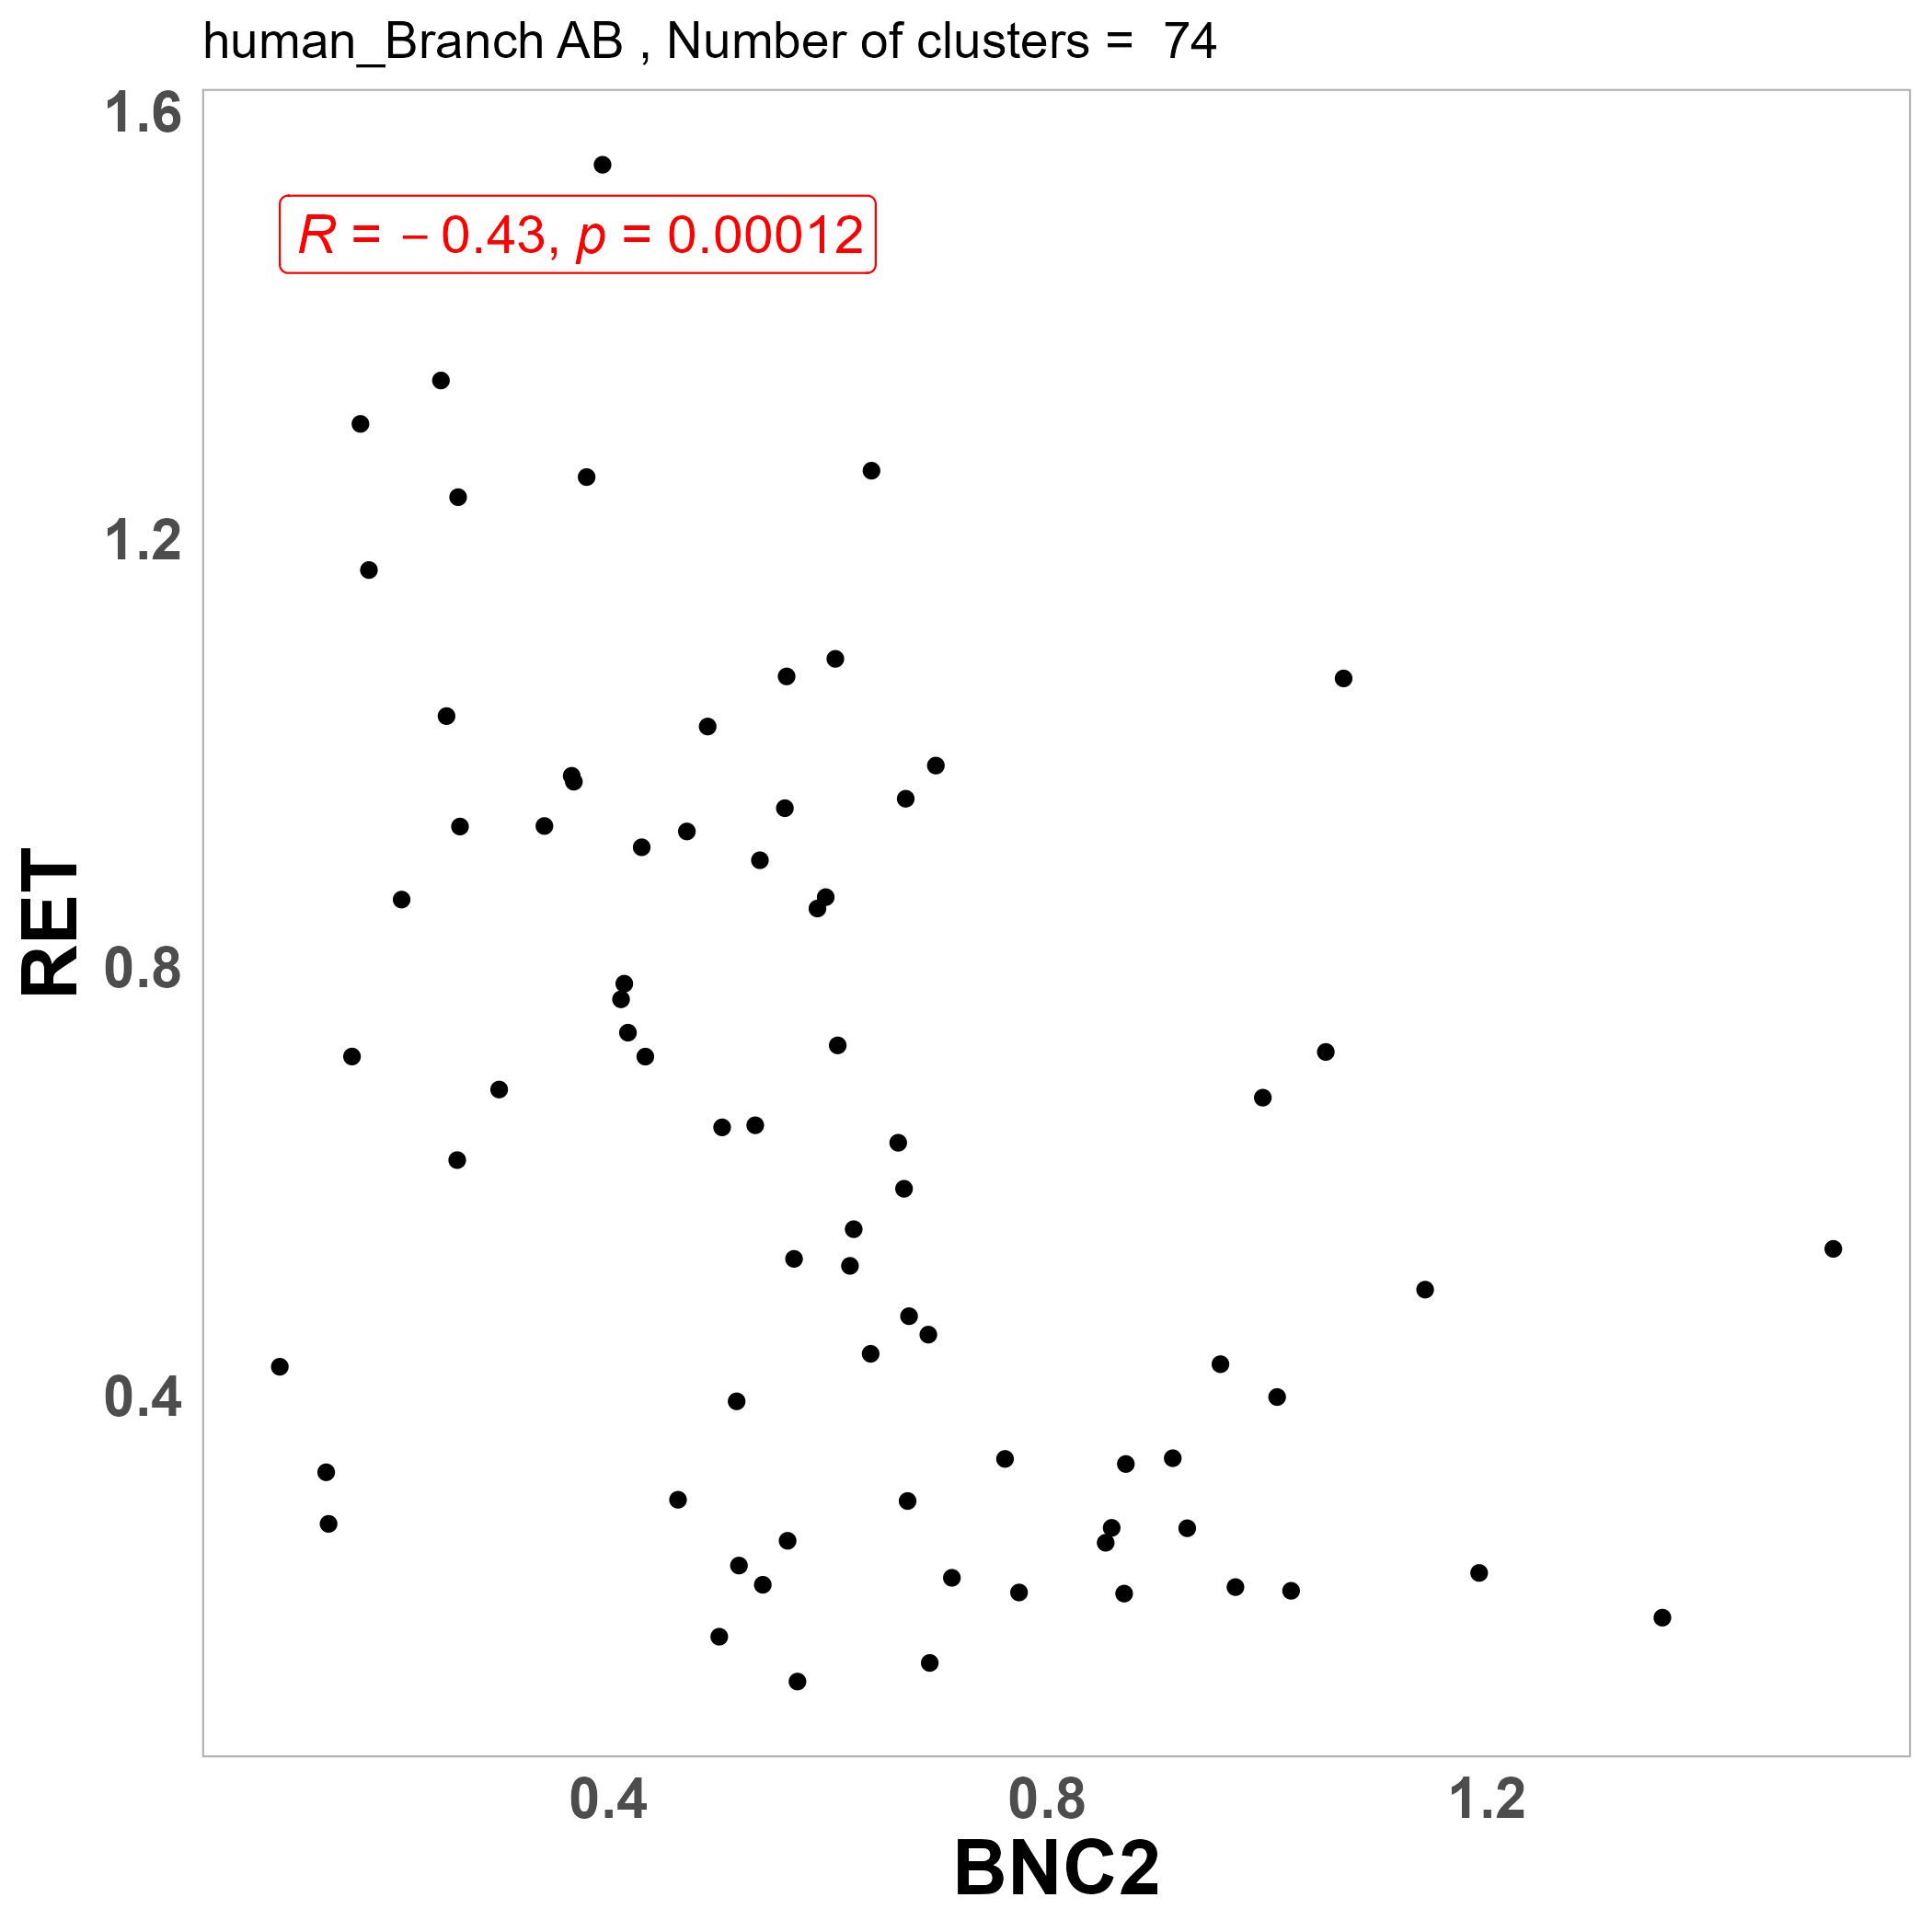 human_Branch AB , Number of clusters =  74
1.6
R = − 0.43, p = 0.00012
1.2
RET
0.8
0.4
0.4 0.8 1.2
BNC2